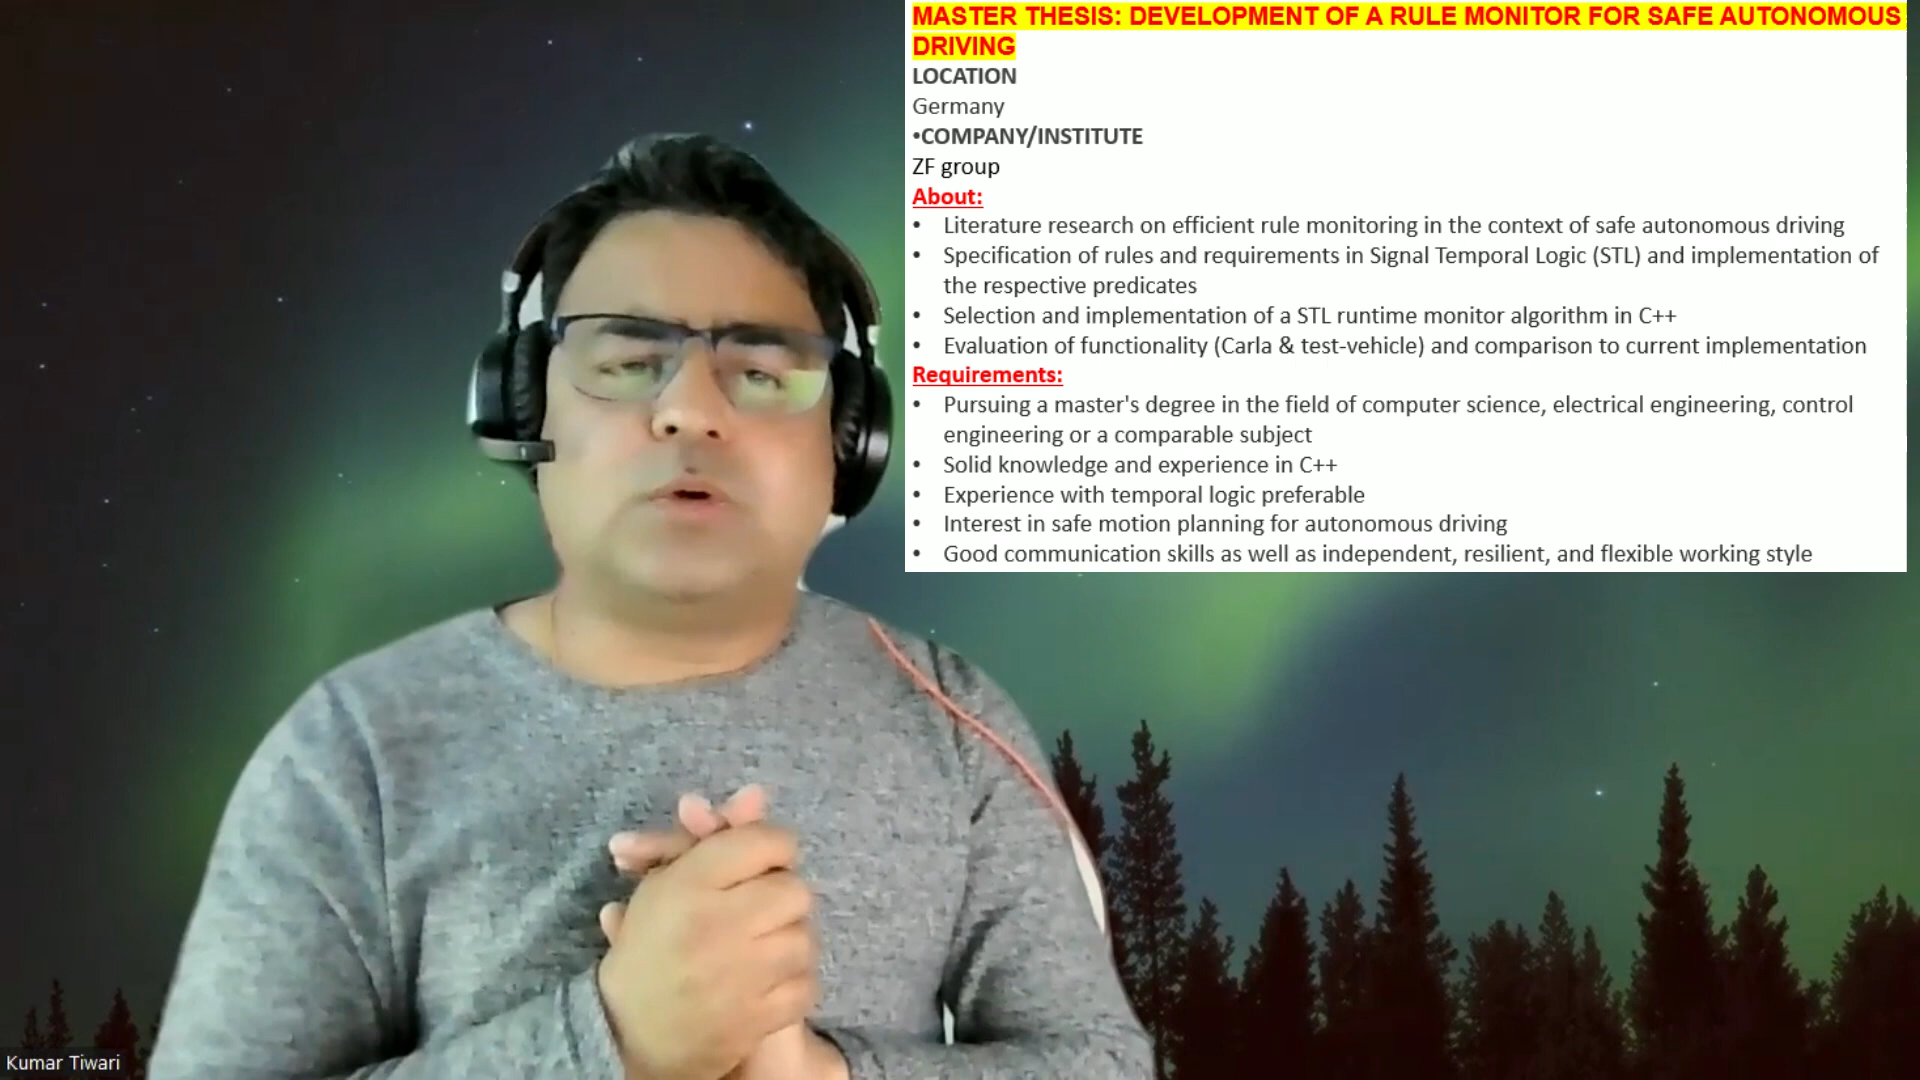 MASTER THESIS: DEVELOPMENT OF A RULE MONITOR FOR SAFE AUTONOMOUS
DRIVING
LOCATION
Germany
•COMPANY/INSTITUTE
ZF group
About:
• Literature research on efficient rule monitoring in the context of safe autonomous driving
• Specification of rules and requirements in Signal Temporal Logic (STL) and implementation of
the respective predicates
• Selection and implementation of a STL runtime monitor algorithm in C++
• Evaluation of functionality (Carla & test-vehicle) and comparison to current implementation
Requirements:
• Pursuing a master's degree in the field of computer science, electrical engineering, control
engineering or a comparable subject
• Solid knowledge and experience in C++
• Experience with temporal logic preferable
• Interest in safe motion planning for autonomous driving
• Good communication skills as well as independent, resilient, and flexible working style
Kumar Tiwari